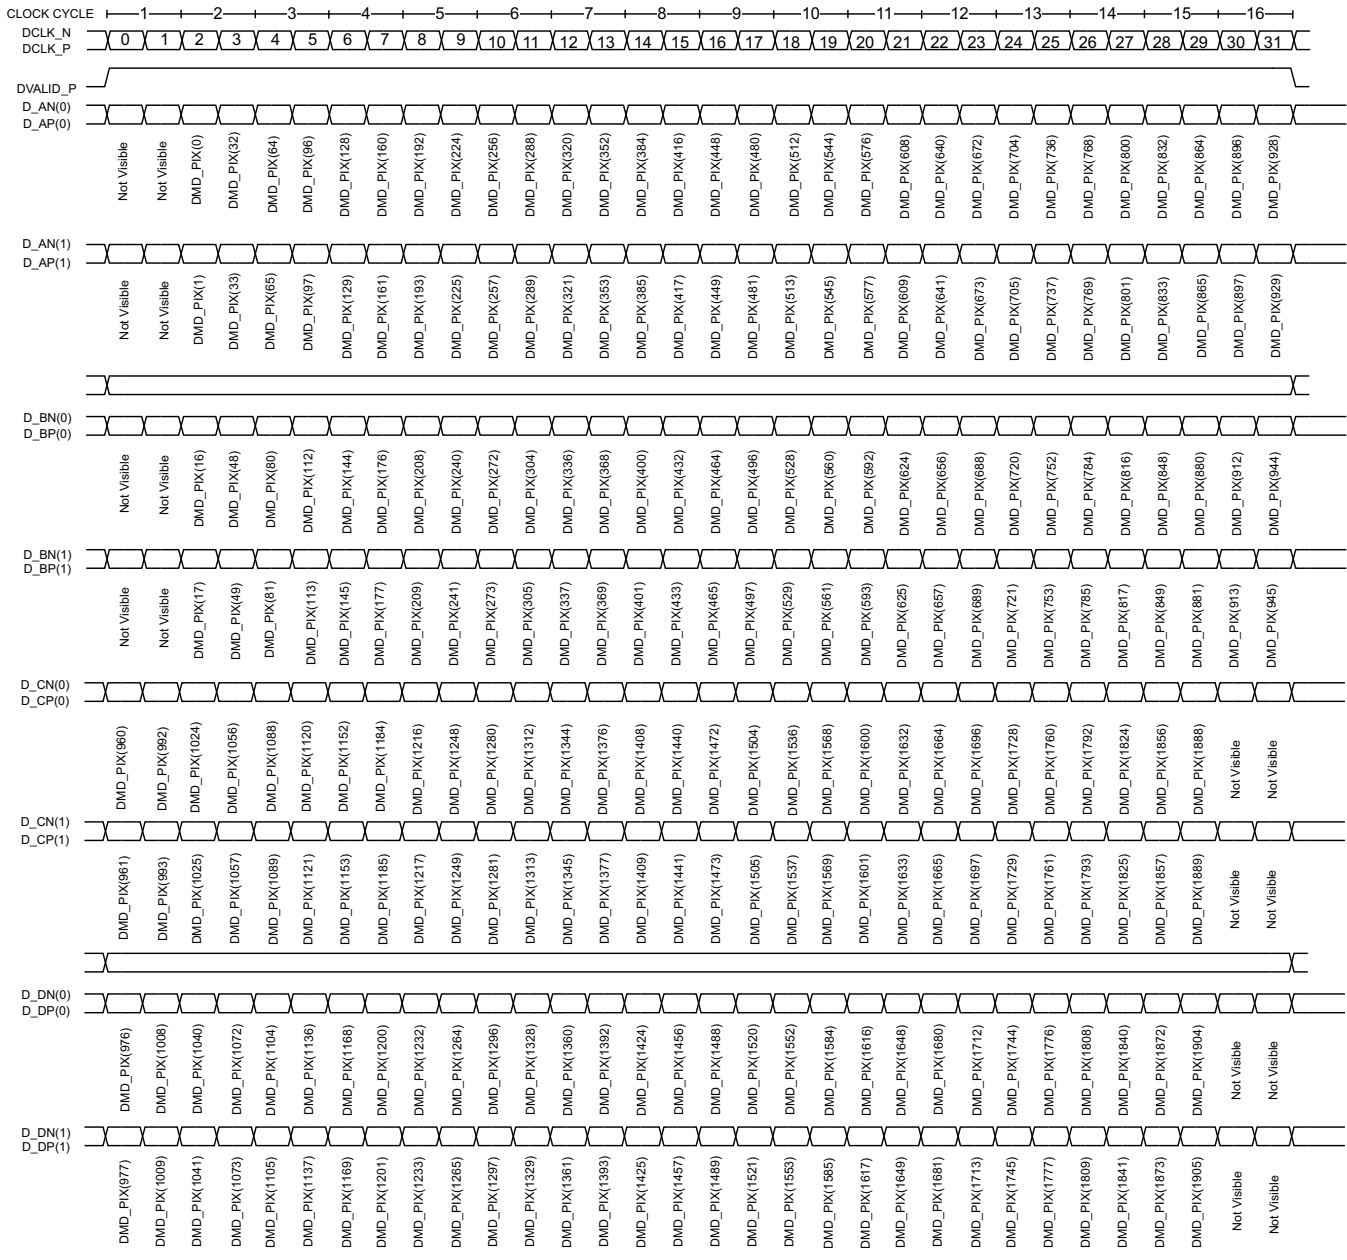 CLOCK CYCLE 1 2 3 4 5 6 7 8 9 10 11 12 13 14 15 16
DCLK_N
DCLK_P
0 1 2 3 4 5 6 7 8 9 10 11 12 13 14 15 16 17 18 19 20 21 22 23 24 25 26 27 28 29 30 31
DVALID_P
D_AN(0)
D_AP(0)
Not Visible
Not Visible
DMD_PIX(0)
DMD_PIX(32)
DMD_PIX(64)
DMD_PIX(96)
DMD_PIX(128)
DMD_PIX(160)
DMD_PIX(192)
DMD_PIX(224)
DMD_PIX(256)
DMD_PIX(288)
DMD_PIX(320)
DMD_PIX(352)
DMD_PIX(384)
DMD_PIX(416)
DMD_PIX(448)
DMD_PIX(480)
DMD_PIX(512)
DMD_PIX(544)
DMD_PIX(576)
DMD_PIX(608)
DMD_PIX(640)
DMD_PIX(672)
DMD_PIX(704)
DMD_PIX(736)
DMD_PIX(768)
DMD_PIX(800)
DMD_PIX(832)
DMD_PIX(864)
DMD_PIX(896)
DMD_PIX(928)
D_AN(1)
D_AP(1)
Not Visible
Not Visible
DMD_PIX(1)
DMD_PIX(33)
DMD_PIX(65)
DMD_PIX(97)
DMD_PIX(129)
DMD_PIX(161)
DMD_PIX(193)
DMD_PIX(225)
DMD_PIX(257)
DMD_PIX(289)
DMD_PIX(321)
DMD_PIX(353)
DMD_PIX(385)
DMD_PIX(417)
DMD_PIX(449)
DMD_PIX(481)
DMD_PIX(513)
DMD_PIX(545)
DMD_PIX(577)
DMD_PIX(609)
DMD_PIX(641)
DMD_PIX(673)
DMD_PIX(705)
DMD_PIX(737)
DMD_PIX(769)
DMD_PIX(801)
DMD_PIX(833)
DMD_PIX(865)
DMD_PIX(897)
DMD_PIX(929)
D_BN(0)
D_BP(0)
Not Visible
Not Visible
DMD_PIX(16)
DMD_PIX(48)
DMD_PIX(80)
DMD_PIX(112)
DMD_PIX(144)
DMD_PIX(176)
DMD_PIX(208)
DMD_PIX(240)
DMD_PIX(272)
DMD_PIX(304)
DMD_PIX(336)
DMD_PIX(368)
DMD_PIX(400)
DMD_PIX(432)
DMD_PIX(464)
DMD_PIX(496)
DMD_PIX(528)
DMD_PIX(560)
DMD_PIX(592)
DMD_PIX(624)
DMD_PIX(656)
DMD_PIX(688)
DMD_PIX(720)
DMD_PIX(752)
DMD_PIX(784)
DMD_PIX(816)
DMD_PIX(848)
DMD_PIX(880)
DMD_PIX(912)
DMD_PIX(944)
D_BN(1)
D_BP(1)
Not Visible
Not Visible
DMD_PIX(17)
DMD_PIX(49)
DMD_PIX(81)
DMD_PIX(113)
DMD_PIX(145)
DMD_PIX(177)
DMD_PIX(209)
DMD_PIX(241)
DMD_PIX(273)
DMD_PIX(305)
DMD_PIX(337)
DMD_PIX(369)
DMD_PIX(401)
DMD_PIX(433)
DMD_PIX(465)
DMD_PIX(497)
DMD_PIX(529)
DMD_PIX(561)
DMD_PIX(593)
DMD_PIX(625)
DMD_PIX(657)
DMD_PIX(689)
DMD_PIX(721)
DMD_PIX(753)
DMD_PIX(785)
DMD_PIX(817)
DMD_PIX(849)
DMD_PIX(881)
DMD_PIX(913)
DMD_PIX(945)
D_CN(0)
D_CP(0)
DMD_PIX(960)
DMD_PIX(992)
DMD_PIX(1024)
DMD_PIX(1056)
DMD_PIX(1088)
DMD_PIX(1120)
DMD_PIX(1152)
DMD_PIX(1184)
DMD_PIX(1216)
DMD_PIX(1248)
DMD_PIX(1280)
DMD_PIX(1312)
DMD_PIX(1344)
DMD_PIX(1376)
DMD_PIX(1408)
DMD_PIX(1440)
DMD_PIX(1472)
DMD_PIX(1504)
DMD_PIX(1536)
DMD_PIX(1568)
DMD_PIX(1600)
DMD_PIX(1632)
DMD_PIX(1664)
DMD_PIX(1696)
DMD_PIX(1728)
DMD_PIX(1760)
DMD_PIX(1792)
DMD_PIX(1824)
DMD_PIX(1856)
DMD_PIX(1888)
Not Visible
Not Visible
D_CN(1)
D_CP(1)
DMD_PIX(961)
DMD_PIX(993)
DMD_PIX(1025)
DMD_PIX(1057)
DMD_PIX(1089)
DMD_PIX(1121)
DMD_PIX(1153)
DMD_PIX(1185)
DMD_PIX(1217)
DMD_PIX(1249)
DMD_PIX(1281)
DMD_PIX(1313)
DMD_PIX(1345)
DMD_PIX(1377)
DMD_PIX(1409)
DMD_PIX(1441)
DMD_PIX(1473)
DMD_PIX(1505)
DMD_PIX(1537)
DMD_PIX(1569)
DMD_PIX(1601)
DMD_PIX(1633)
DMD_PIX(1665)
DMD_PIX(1697)
DMD_PIX(1729)
DMD_PIX(1761)
DMD_PIX(1793)
DMD_PIX(1825)
DMD_PIX(1857)
DMD_PIX(1889)
Not Visible
Not Visible
D_DN(0)
D_DP(0)
DMD_PIX(976)
DMD_PIX(1008)
DMD_PIX(1040)
DMD_PIX(1072)
DMD_PIX(1104)
DMD_PIX(1136)
DMD_PIX(1168)
DMD_PIX(1200)
DMD_PIX(1232)
DMD_PIX(1264)
DMD_PIX(1296)
DMD_PIX(1328)
DMD_PIX(1360)
DMD_PIX(1392)
DMD_PIX(1424)
DMD_PIX(1456)
DMD_PIX(1488)
DMD_PIX(1520)
DMD_PIX(1552)
DMD_PIX(1584)
DMD_PIX(1616)
DMD_PIX(1648)
DMD_PIX(1680)
DMD_PIX(1712)
DMD_PIX(1744)
DMD_PIX(1776)
DMD_PIX(1808)
DMD_PIX(1840)
DMD_PIX(1872)
DMD_PIX(1904)
Not Visible
Not Visible
D_DN(1)
D_DP(1)
DMD_PIX(977)
DMD_PIX(1009)
DMD_PIX(1041)
DMD_PIX(1073)
DMD_PIX(1105)
DMD_PIX(1137)
DMD_PIX(1169)
DMD_PIX(1201)
DMD_PIX(1233)
DMD_PIX(1265)
DMD_PIX(1297)
DMD_PIX(1329)
DMD_PIX(1361)
DMD_PIX(1393)
DMD_PIX(1425)
DMD_PIX(1457)
DMD_PIX(1489)
DMD_PIX(1521)
DMD_PIX(1553)
DMD_PIX(1585)
DMD_PIX(1617)
DMD_PIX(1649)
DMD_PIX(1681)
DMD_PIX(1713)
DMD_PIX(1745)
DMD_PIX(1777)
DMD_PIX(1809)
DMD_PIX(1841)
DMD_PIX(1873)
DMD_PIX(1905)
Not Visible
Not Visible